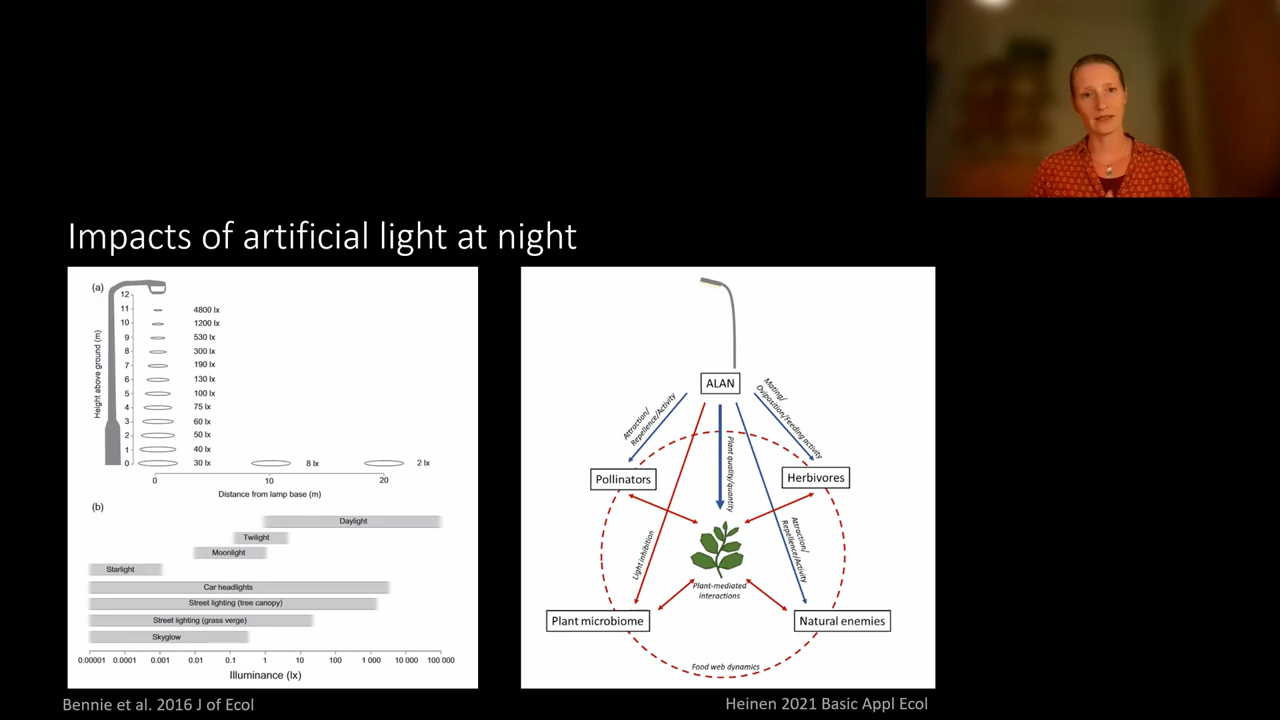 Impacts of artificial light at night
(a)
12
11
10
9
8
7
6
5
4
3
2
1
0
Height above ground (m)
4800 lx
1200 lx
530 lx
300 lx
190 lx
130 lx
100 lx
75 lx
60 lx
50 lx
40 lx
30 lx
8 lx
2 lx
0
10
20
Distance from lamp base (m)
(b)
Daylight
Twilight
Moonlight
Starlight
Car headlights
Street lighting (tree canopy)
Street lighting (grass verge)
Skyglow
0.00001 0.0001 0.001 0.01 0.1 1 10 100 1 000 10 000 100 000
Illuminance (lx)
Bennie et al. 2016 J of Ecol
ALAN
Attraction/
Repellence/Activity
Mating/
Oviposition/Feeding activity
Plant quality/quantity
Pollinators
Herbivores
Light inhibition
Attraction/
Repellence/Activity
Plant-mediated
interactions
Plant microbiome
Natural enemies
Food web dynamics
Heinen 2021 Basic Appl Ecol